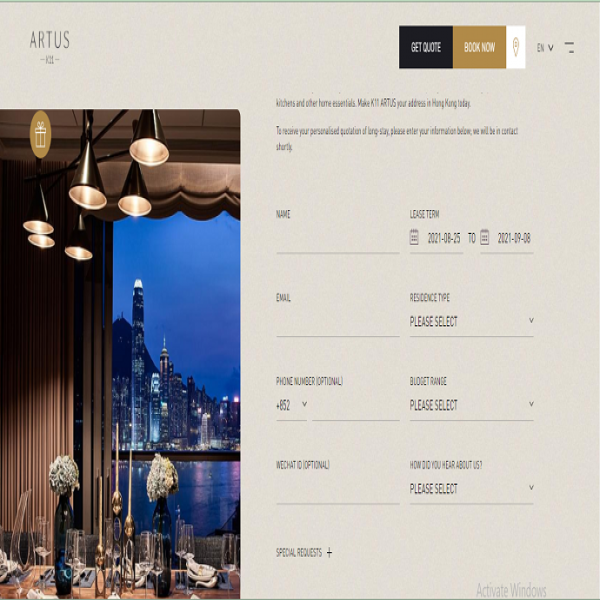 ARTUS
K11
GET QUOTE
BOOK NOW
EN
kitchens and other home essentials. Make K11 ARTUS your address in Hong Kong today.
To receive your personalised quotation of long-stay, please enter your information below, we will be in contact
shortly.
NAME
LEASE TERM
2021-08-25 TO 2021-09-08
EMAIL
RESIDENCE TYPE
PLEASE SELECT
PHONE NUMBER (OPTIONAL)
BUDGET RANGE
+852
PLEASE SELECT
WECHAT ID (OPTIONAL)
HOW DID YOU HEAR ABOUT US?
PLEASE SELECT
SPECIAL REQUESTS +
Activate Windows